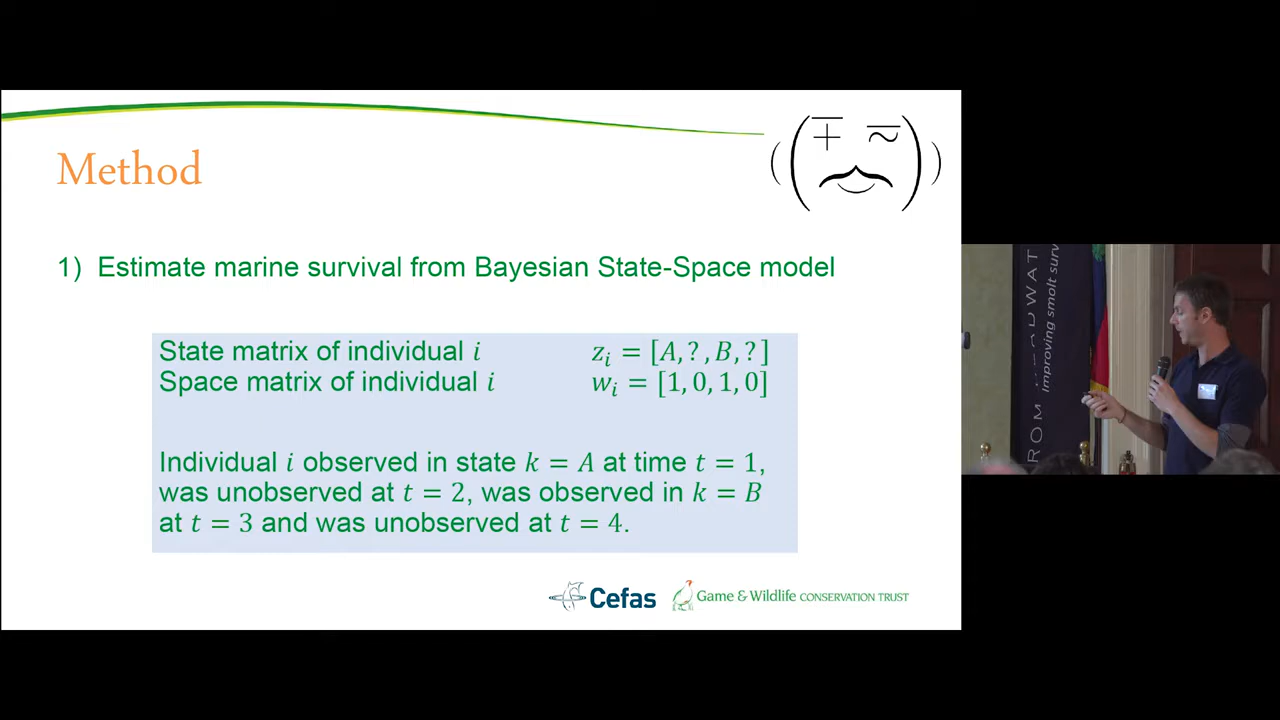 Method
1) Estimate marine survival from Bayesian State-Space model
State matrix of individual i z_i = [A, ?, B, ?]
Space matrix of individual i w_i = [1, 0, 1, 0]
Individual i observed in state k = A at time t = 1,
was unobserved at t = 2, was observed in k = B
at t = 3 and was unobserved at t = 4.
Cefas
Game & Wildlife CONSERVATION TRUST
ROM
Improving smolt surv